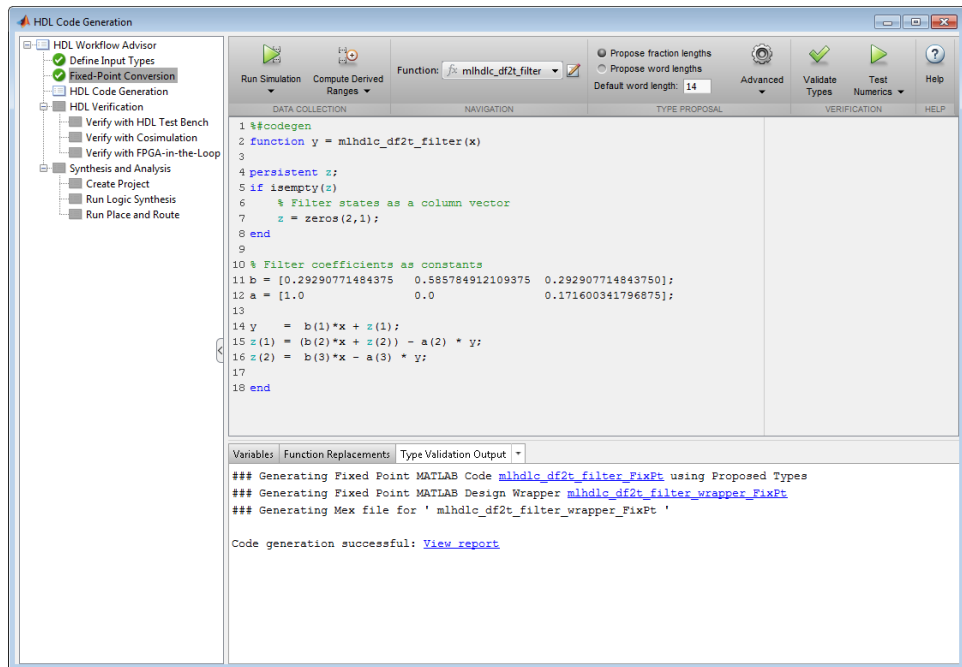 HDL Code Generation
HDL Workflow Advisor
Define Input Types
Fixed-Point Conversion
HDL Code Generation
HDL Verification
Verify with HDL Test Bench
Verify with Cosimulation
Verify with FPGA-in-the-Loop
Synthesis and Analysis
Create Project
Run Logic Synthesis
Run Place and Route
Run Simulation
Compute Derived Ranges
DATA COLLECTION
Function: fx mlhdlc_df2t_filter
NAVIGATION
Propose fraction lengths
Propose word lengths
Default word length: 14
TYPE PROPOSAL
Advanced
Validate Types
Test Numerics
VERIFICATION
Help
HELP
1 %#codegen
2 function y = mlhdlc_df2t_filter(x)
3
4 persistent z;
5 if isempty(z)
6     % Filter states as a column vector
7     z = zeros(2,1);
8 end
9
10 % Filter coefficients as constants
11 b = [0.29290771484375   0.585784912109375  0.292907714843750];
12 a = [1.0                0.0                0.171600341796875];
13
14 y    =  b(1)*x + z(1);
15 z(1) = (b(2)*x + z(2)) - a(2) * y;
16 z(2) =  b(3)*x - a(3) * y;
17
18 end
Variables
Function Replacements
Type Validation Output
### Generating Fixed Point MATLAB Code mlhdlc_df2t_filter_FixPt using Proposed Types
### Generating Fixed Point MATLAB Design Wrapper mlhdlc_df2t_filter_wrapper_FixPt
### Generating Mex file for ' mlhdlc_df2t_filter_wrapper_FixPt '
Code generation successful: View report